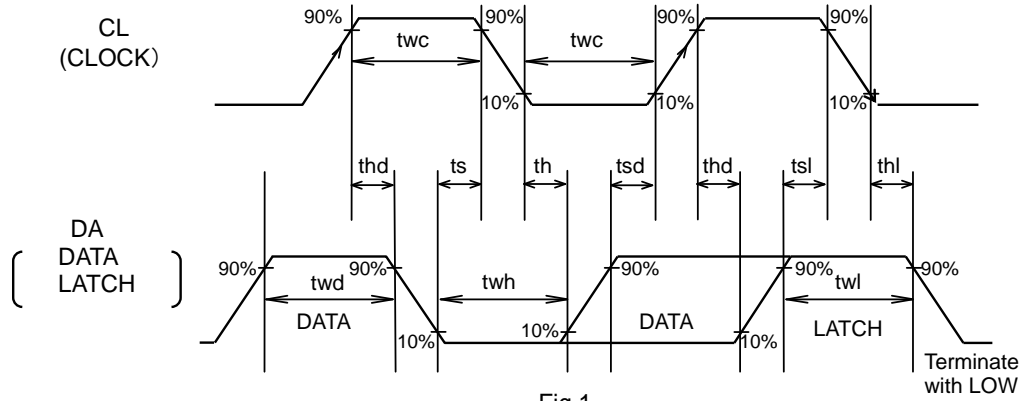 CL
(CLOCK)
90%
twc
90%
10%
twc
10%
90%
90%
10%
thd
ts
th
tsd
thd
tsl
thl
DA
DATA
LATCH
90%
twd
90%
DATA
10%
twh
10%
90%
DATA
10%
90%
twl
90%
LATCH
Terminate
with LOW